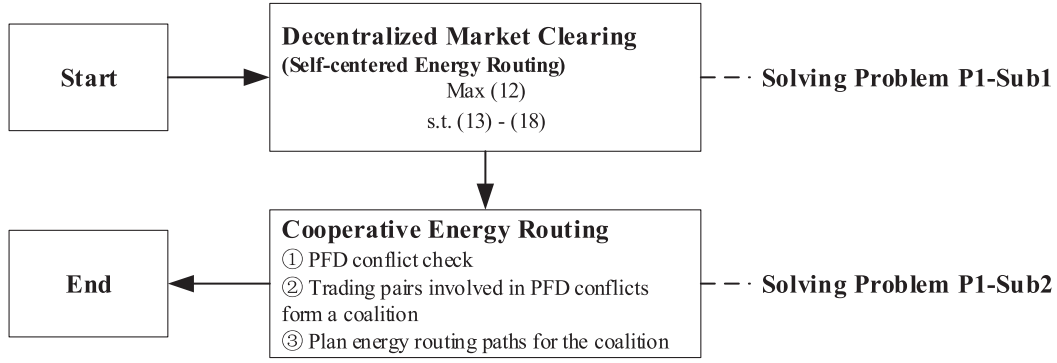 Start
Decentralized Market Clearing
(Self-centered Energy Routing)
Max (12)
s.t. (13) - (18)
Solving Problem P1-Sub1
End
Cooperative Energy Routing
① PFD conflict check
② Trading pairs involved in PFD conflicts
form a coalition
③ Plan energy routing paths for the coalition
Solving Problem P1-Sub2